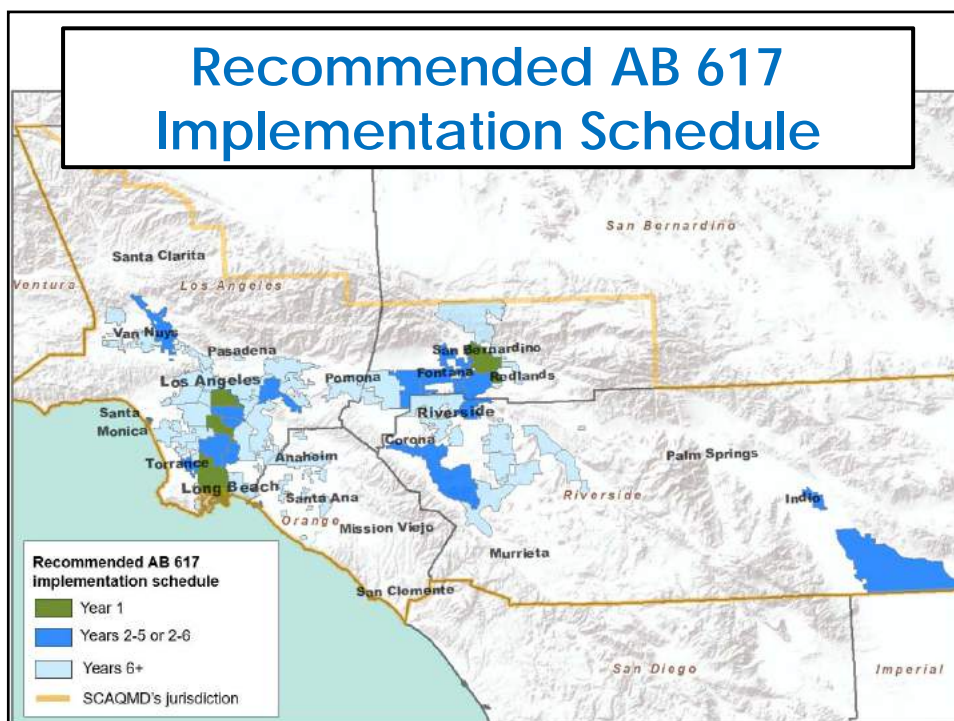 Recommended AB 617
Implementation Schedule
San Bernardino
Santa Clarita
Ventura
Los Angeles
Van Nuys
Pasadena
San Bernardino
Los Angeles
Pomona
Fontana
Redlands
Santa
Monica
Riverside
Corona
Torrance
Anaheim
Palm Springs
Long Beach
Santa Ana
Riverside
Indio
Orange
Mission Viejo
Murrieta
San Clemente
San Diego
Imperial
Recommended AB 617
implementation schedule
Year 1
Years 2-5 or 2-6
Years 6+
SCAQMD's jurisdiction